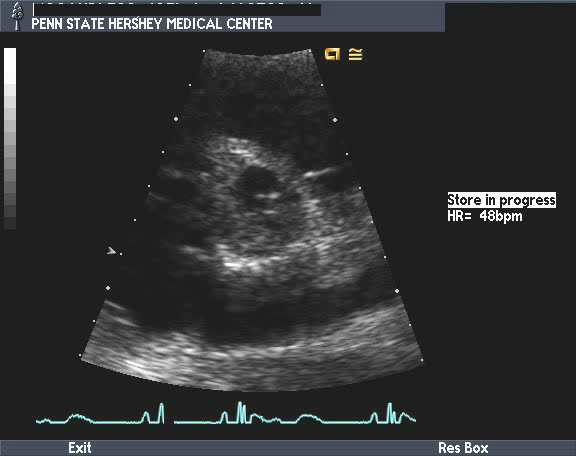 PENN STATE HERSHEY MEDICAL CENTER
Store in progress
HR= 48bpm
Exit
Res Box